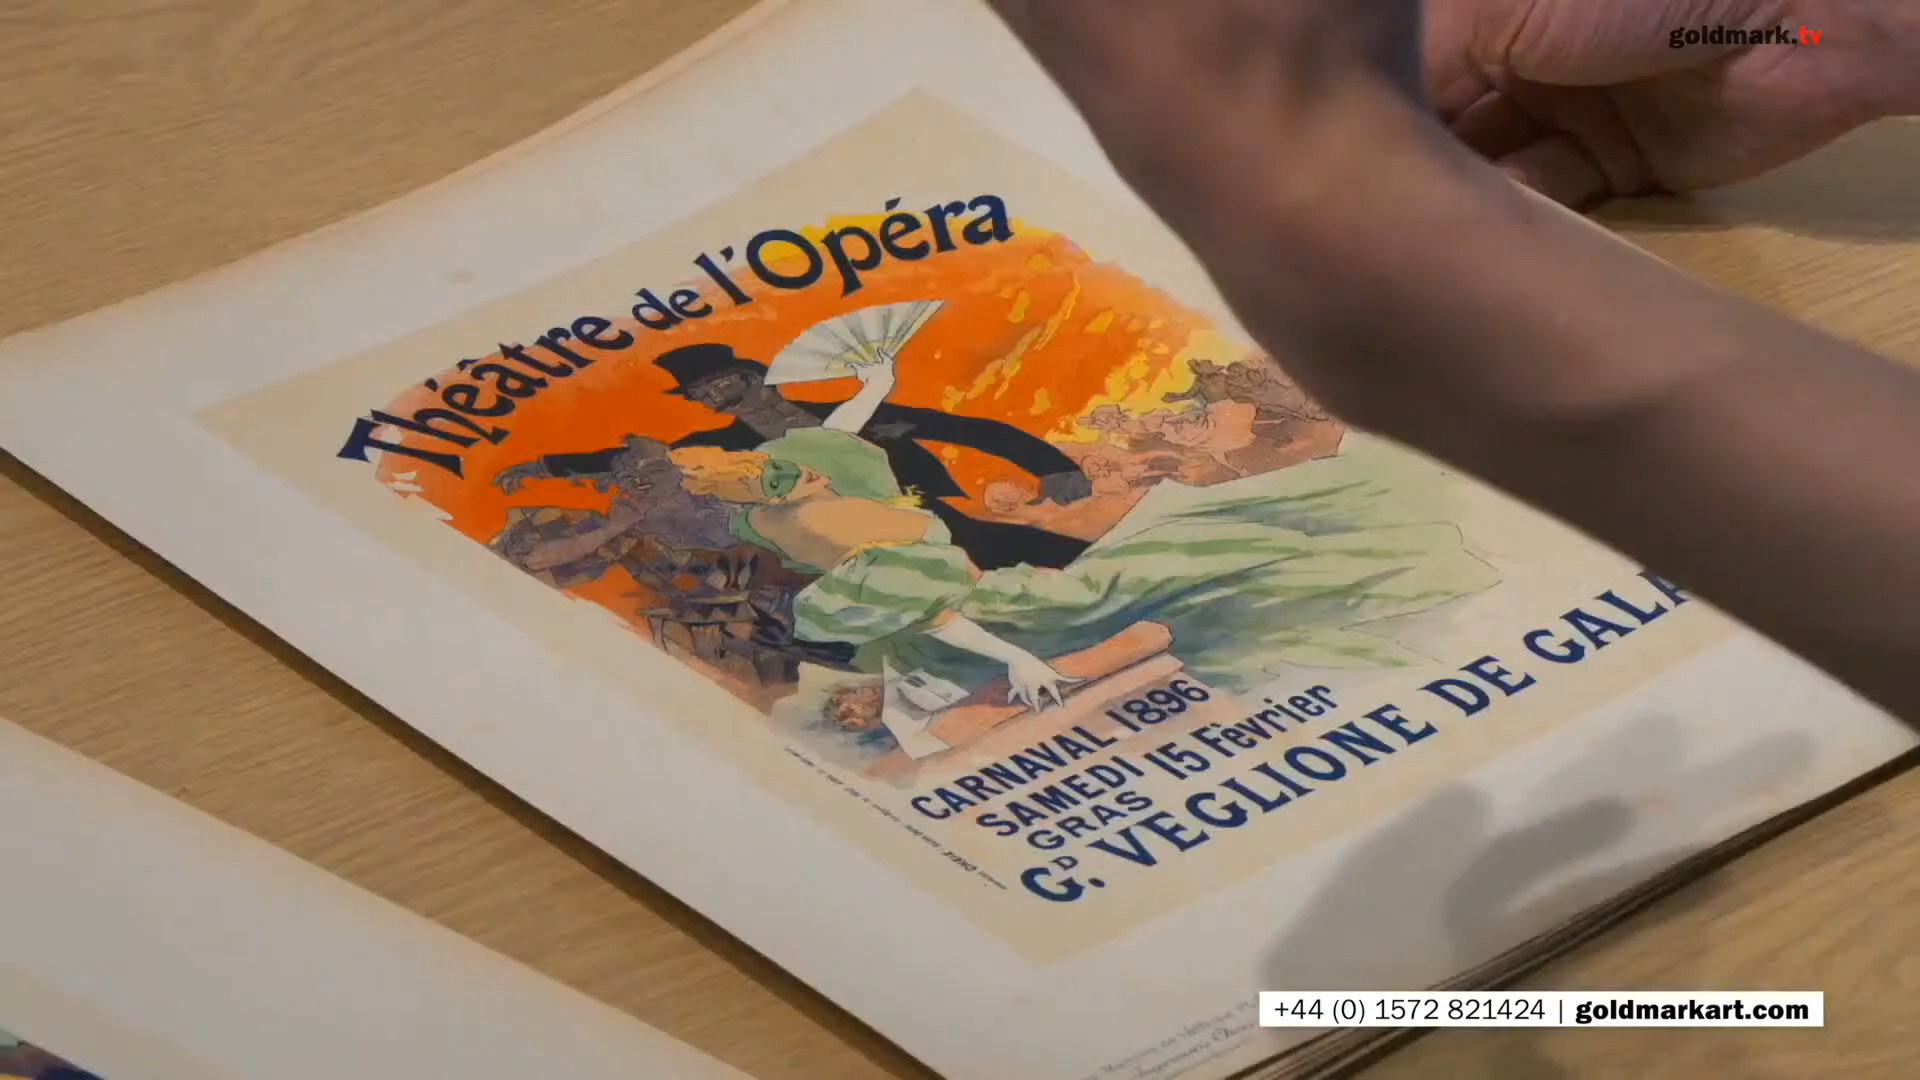 goldmark.tv
Théâtre de l'Opéra
CARNAVAL 1896
SAMEDI 15 Février
GRAS
GD. VEGLIONE DE GALA
+44 (0) 1572 821424 | goldmarkart.com